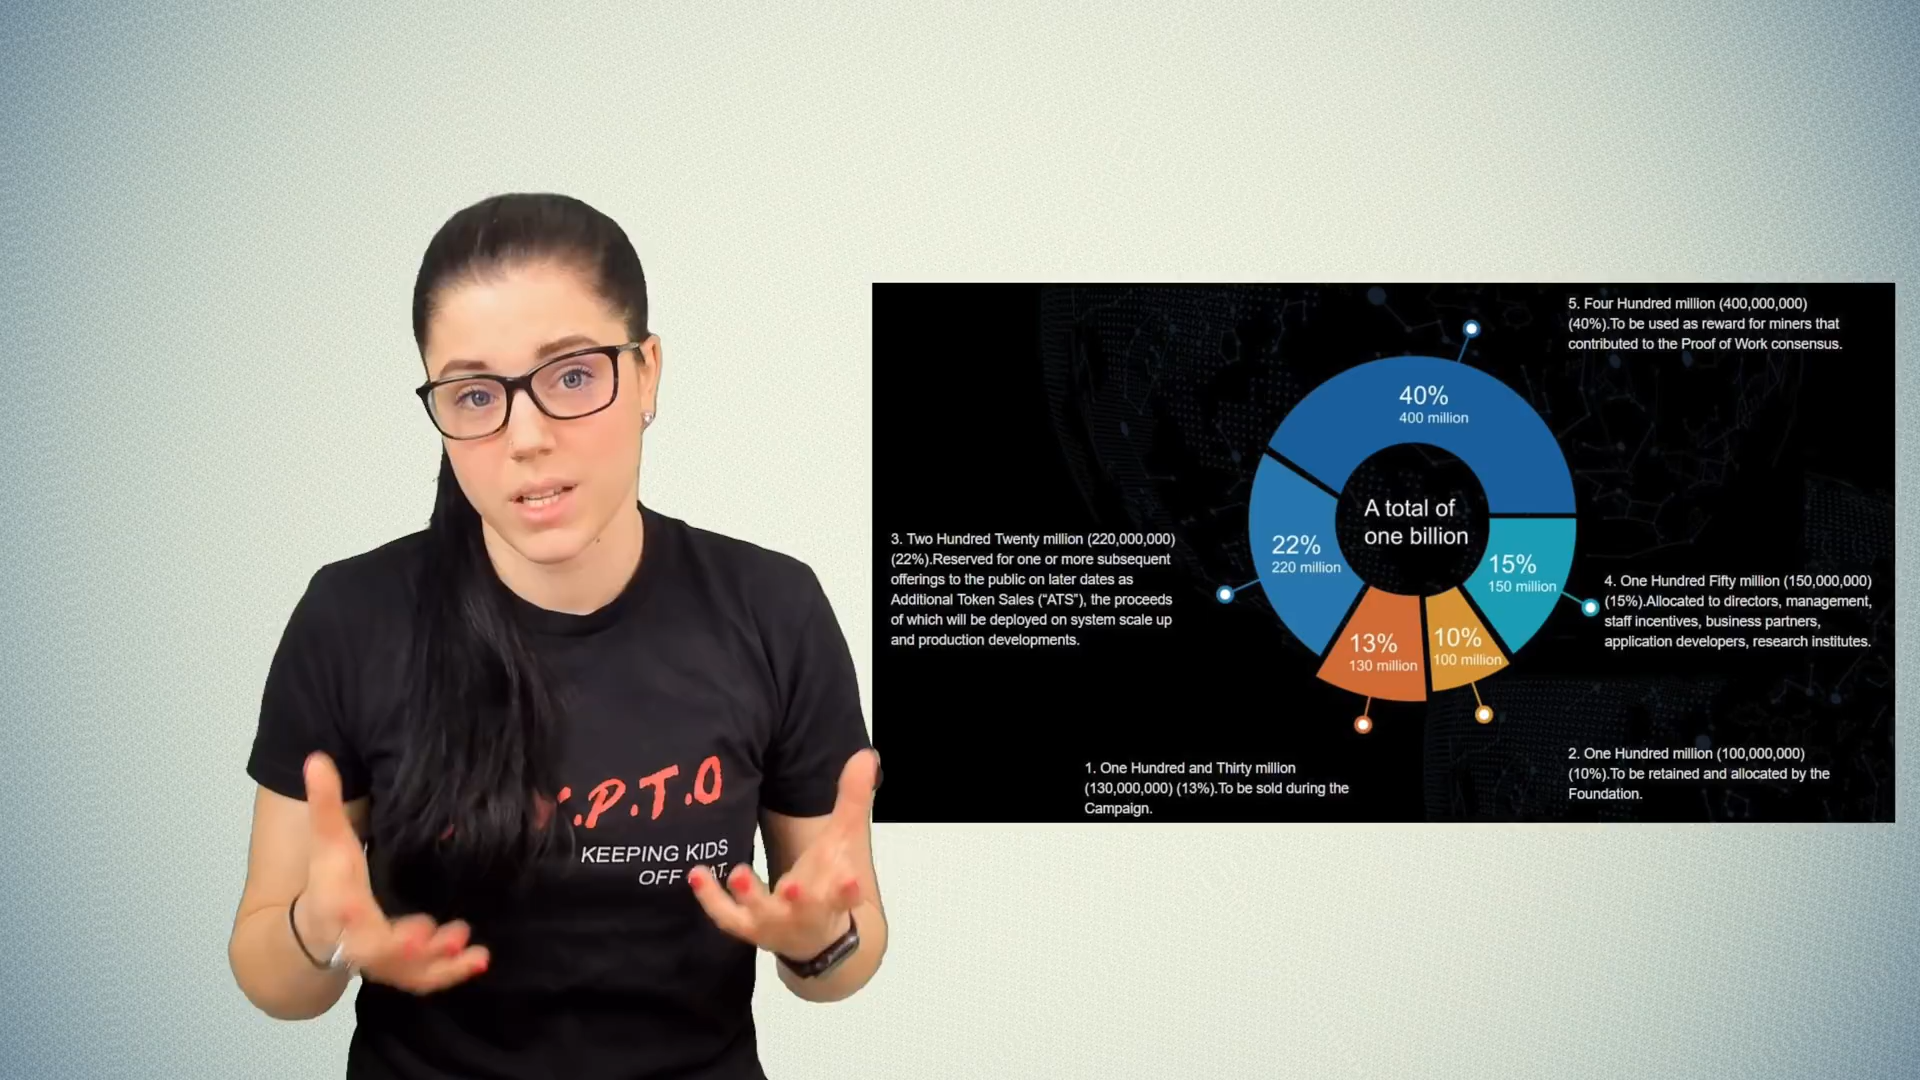 5. Four Hundred million (400,000,000)
(40%).To be used as reward for miners that
contributed to the Proof of Work consensus.
40%
400 million
A total of
one billion
22%
220 million
15%
150 million
13%
130 million
10%
100 million
3. Two Hundred Twenty million (220,000,000)
(22%).Reserved for one or more subsequent
offerings to the public on later dates as
Additional Token Sales (“ATS”), the proceeds
of which will be deployed on system scale up
and production developments.
4. One Hundred Fifty million (150,000,000)
(15%).Allocated to directors, management,
staff incentives, business partners,
application developers, research institutes.
1. One Hundred and Thirty million
(130,000,000) (13%).To be sold during the
Campaign.
2. One Hundred million (100,000,000)
(10%).To be retained and allocated by the
Foundation.
.P.T.O
KEEPING KIDS
OFF